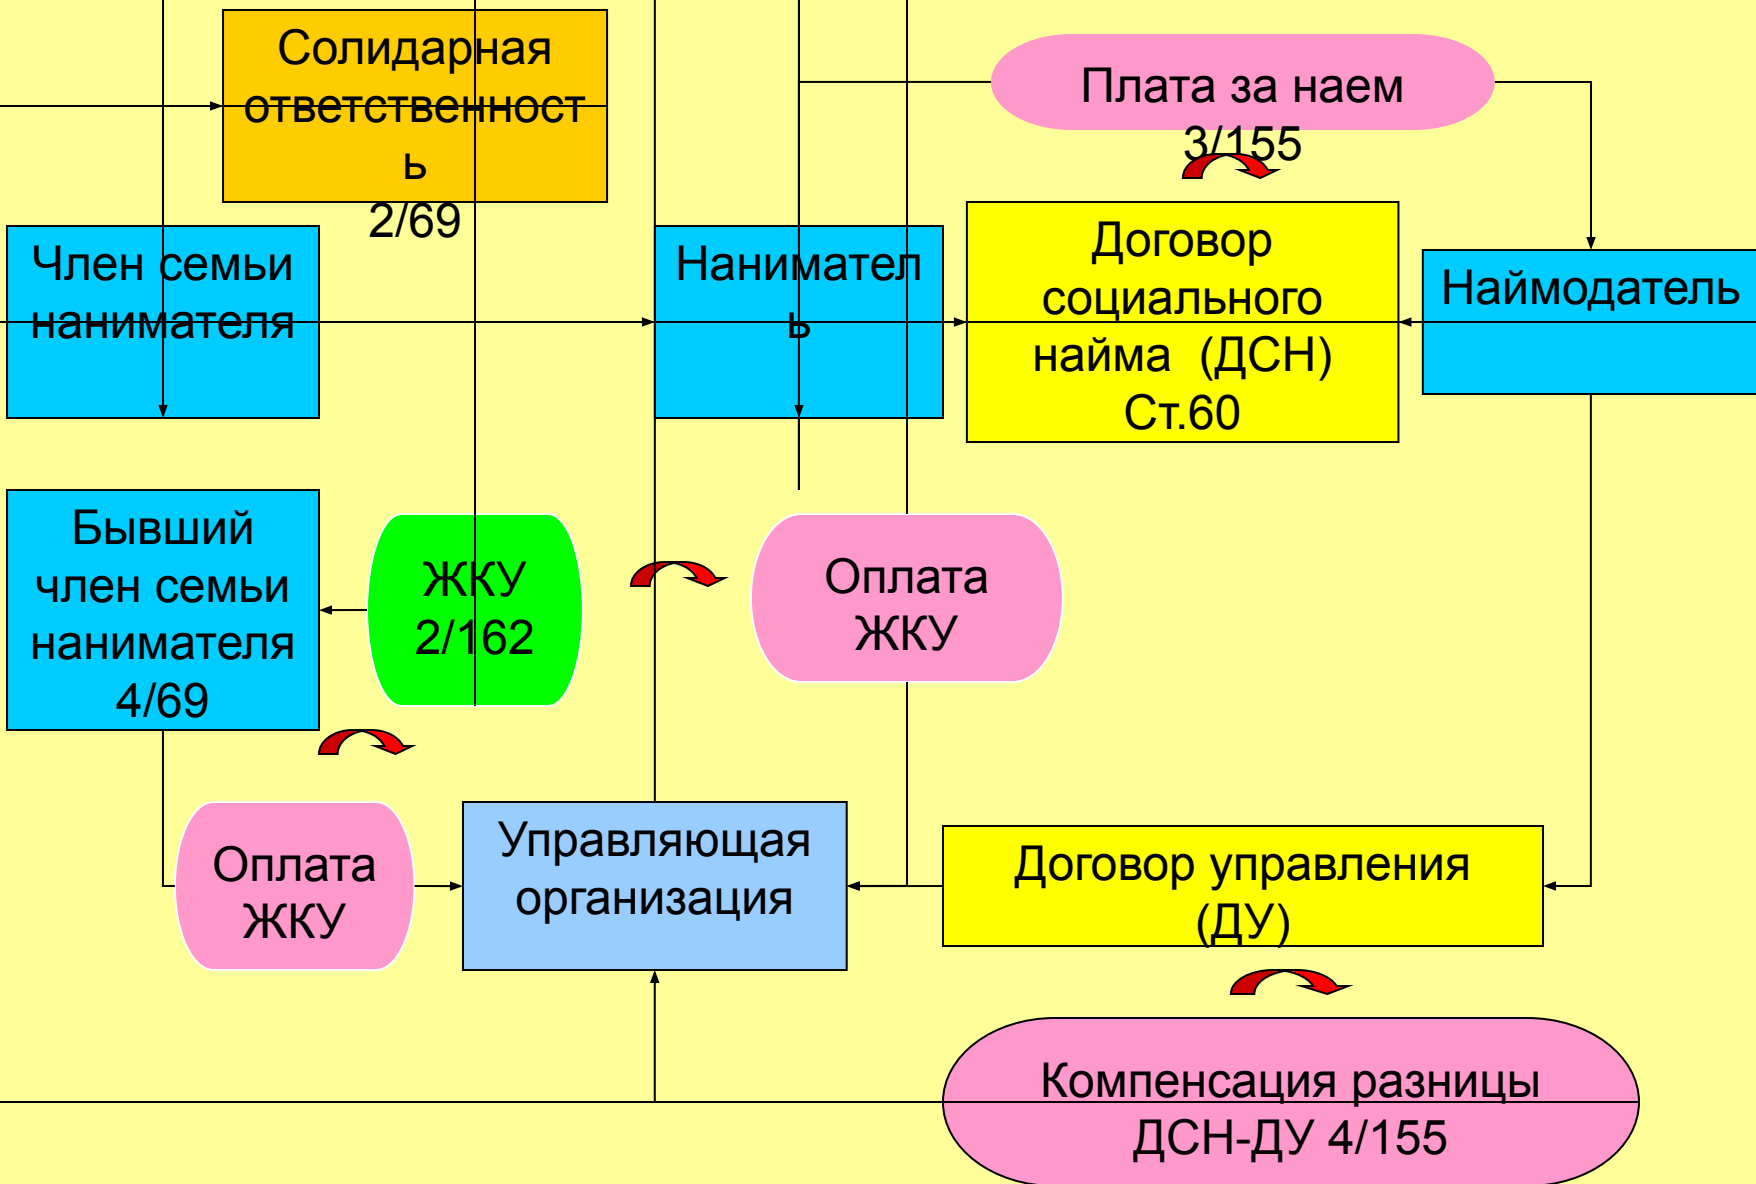 Солидарная
ответственност
ь
2/69
Плата за наем
3/155
Член семьи
нанимателя
Нанимател
ь
Договор
социального
найма (ДСН)
Ст.60
Наймодатель
Бывший
член семьи
нанимателя
4/69
ЖКУ
2/162
Оплата
ЖКУ
Оплата
ЖКУ
Управляющая
организация
Договор управления
(ДУ)
Компенсация разницы
ДСН-ДУ 4/155